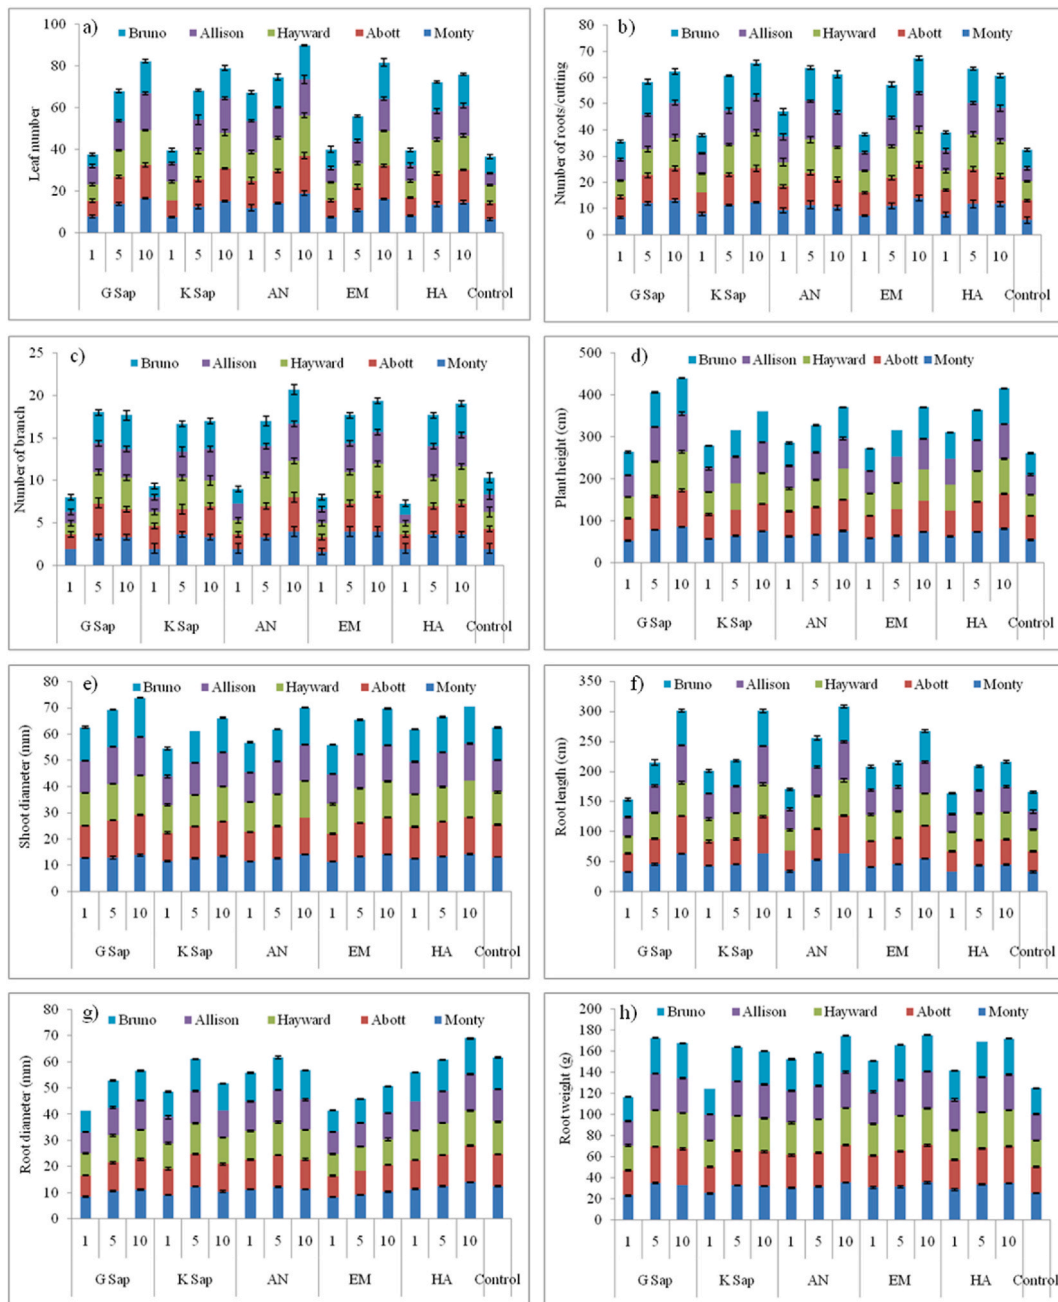 a)
Bruno Allison Hayward Abott Monty
Leaf number
100
80
60
40
20
0
1 5 10 1 5 10 1 5 10 1 5 10 1 5 10
G Sap K Sap AN EM HA Control
b)
Bruno Allison Hayward Abott Monty
Number of roots/cutting
80
70
60
50
40
30
20
10
0
1 5 10 1 5 10 1 5 10 1 5 10 1 5 10
G Sap K Sap AN EM HA Control
c)
Bruno Allison Hayward Abott Monty
Number of branch
25
20
15
10
5
0
1 5 10 1 5 10 1 5 10 1 5 10 1 5 10
G Sap K Sap AN EM HA Control
d)
Bruno Allison Hayward Abott Monty
Plant height (cm)
500
400
300
200
100
0
1 5 10 1 5 10 1 5 10 1 5 10 1 5 10
G Sap K Sap AN EM HA Control
e)
Bruno Allison Hayward Abott Monty
Shoot diameter (mm)
80
70
60
50
40
30
20
10
0
1 5 10 1 5 10 1 5 10 1 5 10 1 5 10
G Sap K Sap AN EM HA Control
f)
Bruno Allison Hayward Abott Monty
Root length (cm)
350
300
250
200
150
100
50
0
1 5 10 1 5 10 1 5 10 1 5 10 1 5 10
G Sap K Sap AN EM HA Control
g)
Bruno Allison Hayward Abott Monty
Root diameter (mm)
80
70
60
50
40
30
20
10
0
1 5 10 1 5 10 1 5 10 1 5 10 1 5 10
G Sap K Sap AN EM HA Control
h)
Bruno Allison Hayward Abott Monty
Root weight (g)
200
180
160
140
120
100
80
60
40
20
0
1 5 10 1 5 10 1 5 10 1 5 10 1 5 10
G Sap K Sap AN EM HA Control